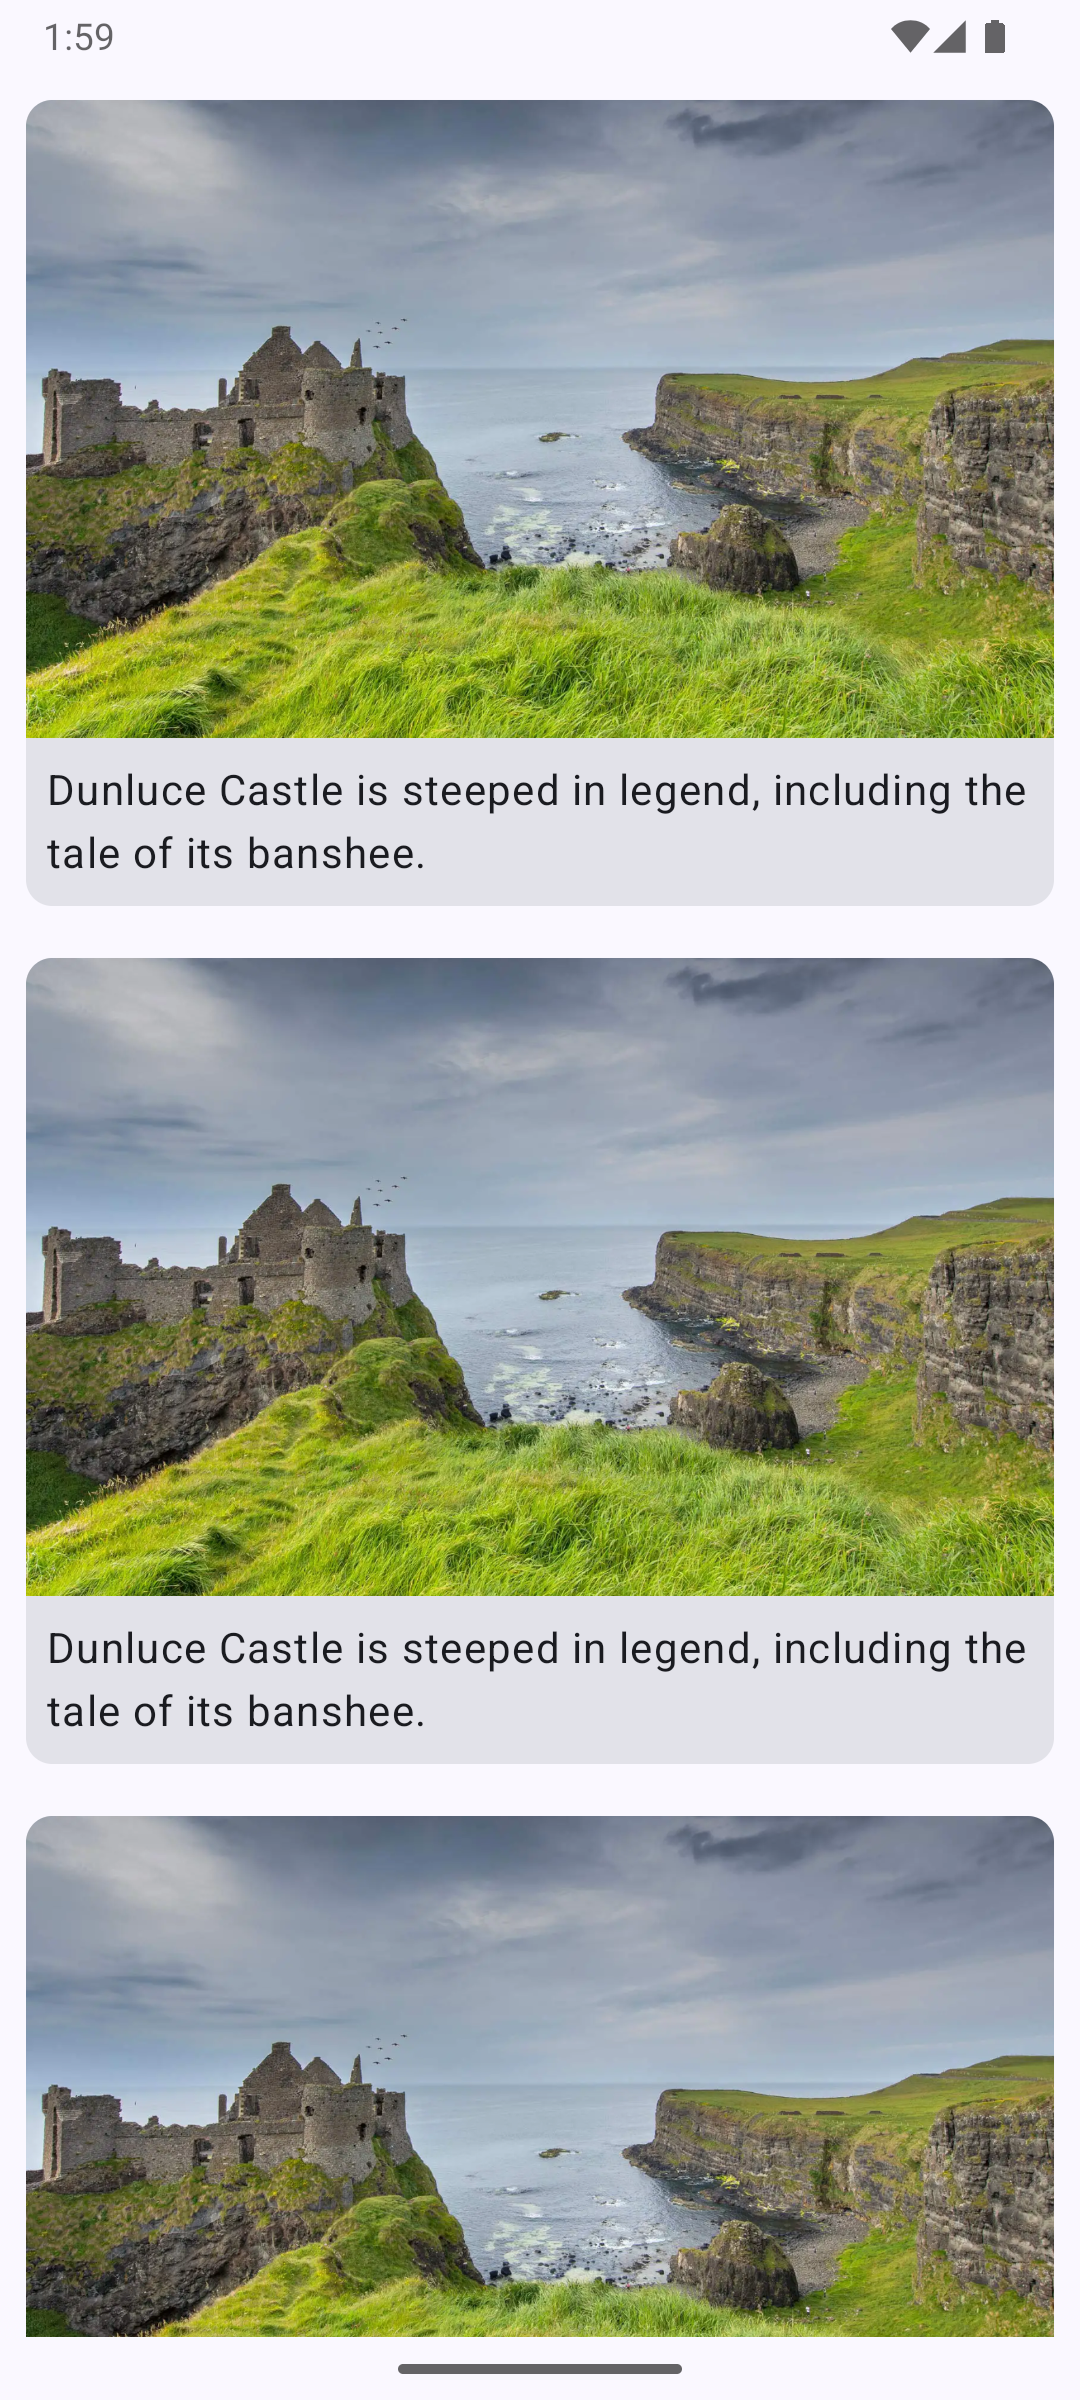 1:59
Dunluce Castle is steeped in legend, including the
tale of its banshee.
Dunluce Castle is steeped in legend, including the
tale of its banshee.